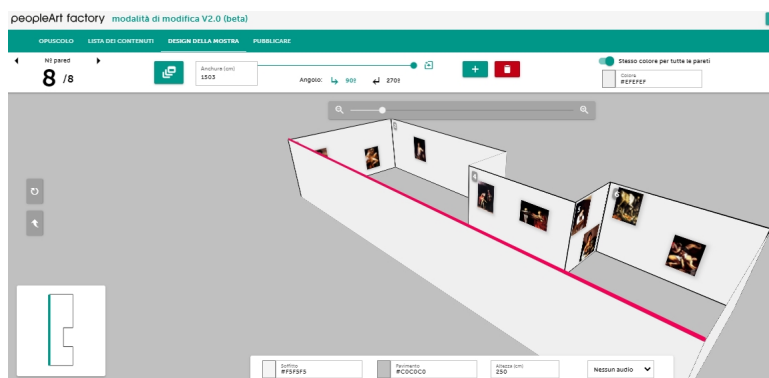 peopleArt factory modalità di modifica V2.0 (beta)
OPUSCOLO LISTA DEI CONTENUTI DESIGN DELLA MOSTRA PUBBLICARE
Nº pared
8 /8
Anchura (cm)
1503
Angolo: 90º 270º
Stesso colore per tutte le pareti
Colore
#EFEFEF
Soffitto
#F5F5F5
Pavimento
#C0C0C0
Altezza (cm)
250
Nessun audio